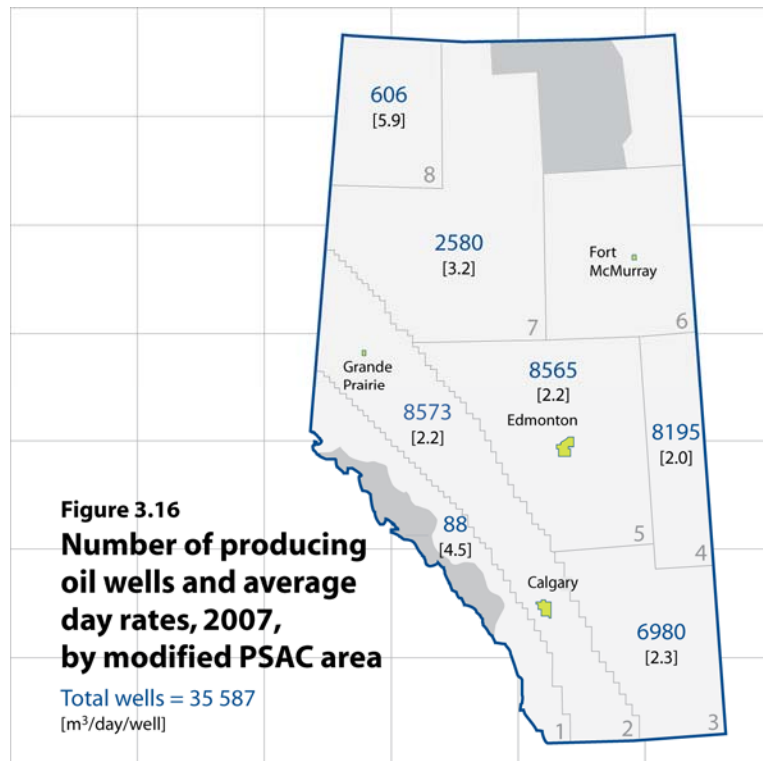 606
[5.9]
8
2580
[3.2]
Fort
McMurray
7
6
Grande
Prairie
8565
[2.2]
8573
[2.2]
Edmonton
8195
[2.0]
88
[4.5]
5
4
Calgary
6980
[2.3]
1
2
3
Figure 3.16
Number of producing
oil wells and average
day rates, 2007,
by modified PSAC area
Total wells = 35 587
[m³/day/well]